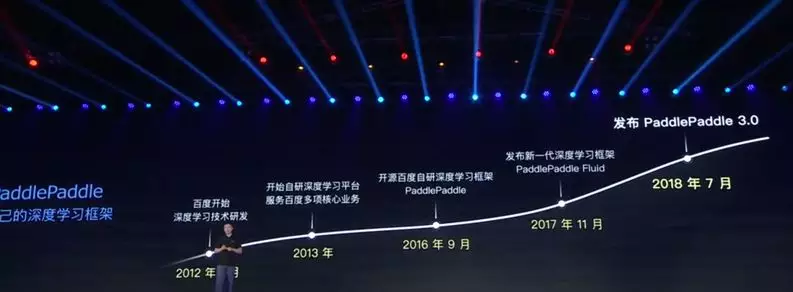 PaddlePaddle
己的深度学习框架
百度开始
深度学习技术研发
2012 年 月
开始自研深度学习平台
服务百度多项核心业务
2013 年
开源百度自研深度学习框架
PaddlePaddle
2016 年 9 月
发布新一代深度学习框架
PaddlePaddle Fluid
2017 年 11 月
发布 PaddlePaddle 3.0
2018 年 7 月